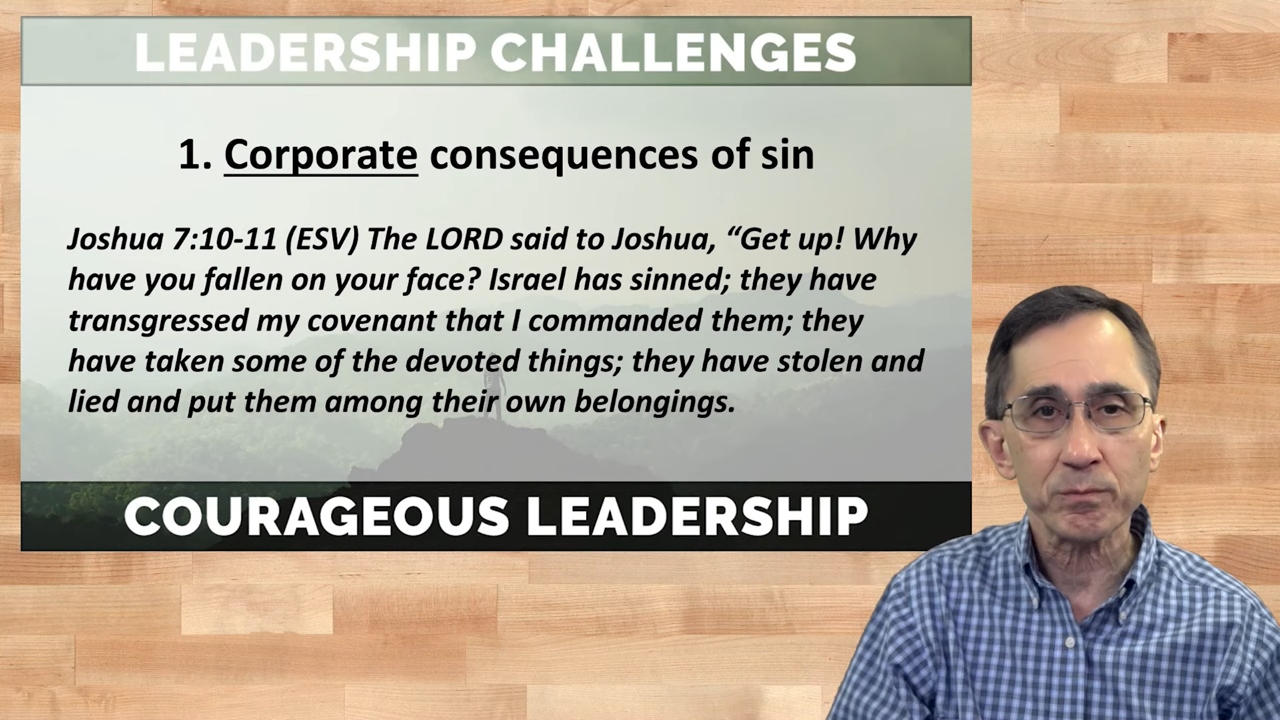 LEADERSHIP CHALLENGES
1. Corporate consequences of sin
Joshua 7:10-11 (ESV) The LORD said to Joshua, “Get up! Why
have you fallen on your face? Israel has sinned; they have
transgressed my covenant that I commanded them; they
have taken some of the devoted things; they have stolen and
lied and put them among their own belongings.
COURAGEOUS LEADERSHIP